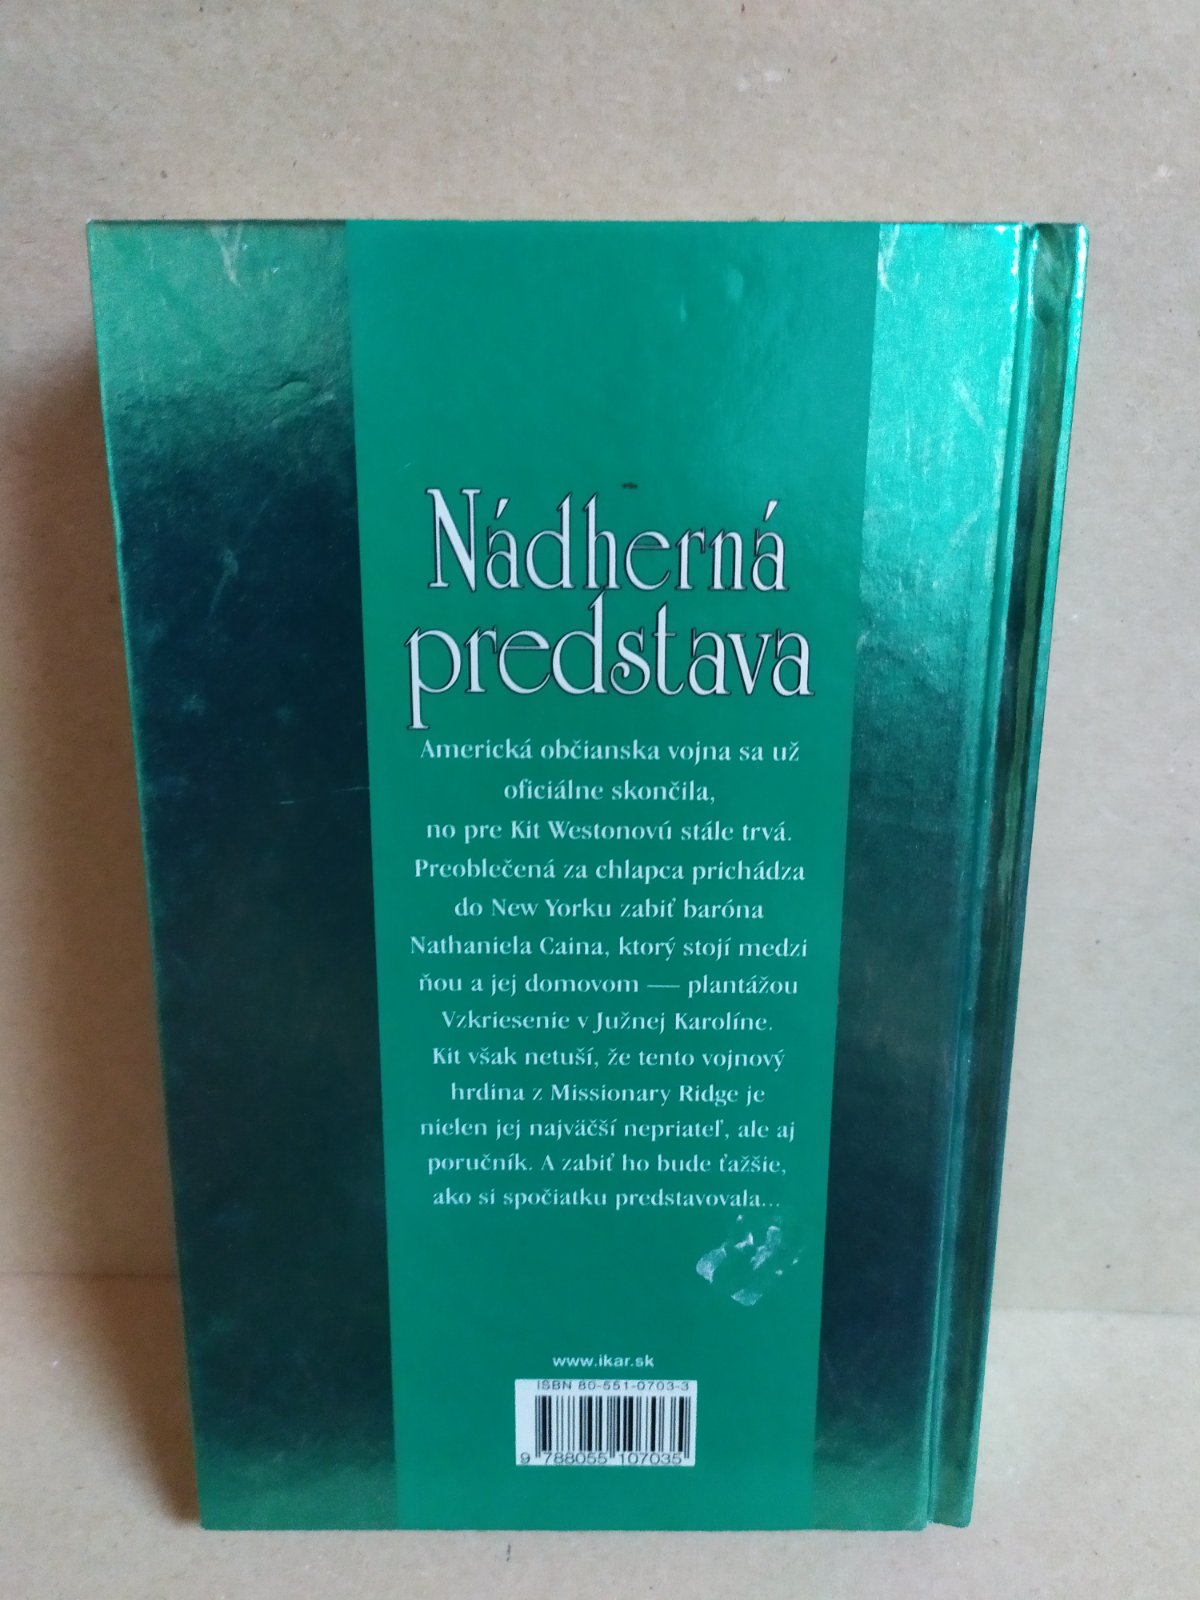 Nádherná
predstava
Americká občianska vojna sa už
oficiálne skončila,
no pre Kit Westonovú stále trvá.
Preoblečená za chlapca prichádza
do New Yorku zabiť baróna
Nathaniela Caina, ktorý stojí medzi
ňou a jej domovom — plantážou
Vzkriesenie v Južnej Karolíne.
Kit však netuší, že tento vojnový
hrdina z Missionary Ridge je
nielen jej najväčší nepriateľ, ale aj
poručník. A zabiť ho bude ťažšie,
ako si spočiatku predstavovala...
www.ikar.sk
ISBN 80-551-0703-3
9 788055 107035